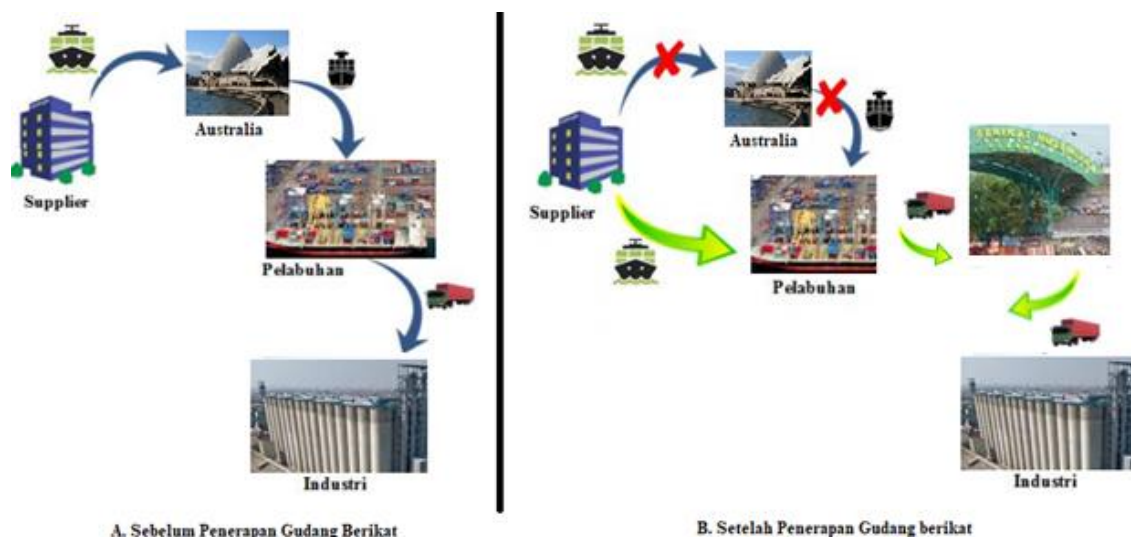 Supplier
Australia
Pelabuhan
Industri
A. Sebelum Penerapan Gudang Berikat
Supplier
Australia
Pelabuhan
Industri
B. Setelah Penerapan Gudang berikat